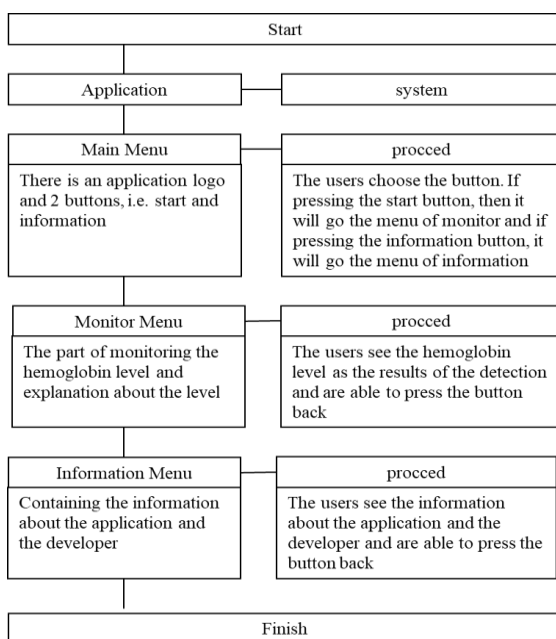 Start
Application
system
Main Menu
procced
There is an application logo
and 2 buttons, i.e. start and
information
The users choose the button. If
pressing the start button, then it
will go the menu of monitor and if
pressing the information button, it
will go the menu of information
Monitor Menu
procced
The part of monitoring the
hemoglobin level and
explanation about the level
The users see the hemoglobin
level as the results of the detection
and are able to press the button
back
Information Menu
procced
Containing the information
about the application and
the developer
The users see the information
about the application and the
developer and are able to press the
button back
Finish